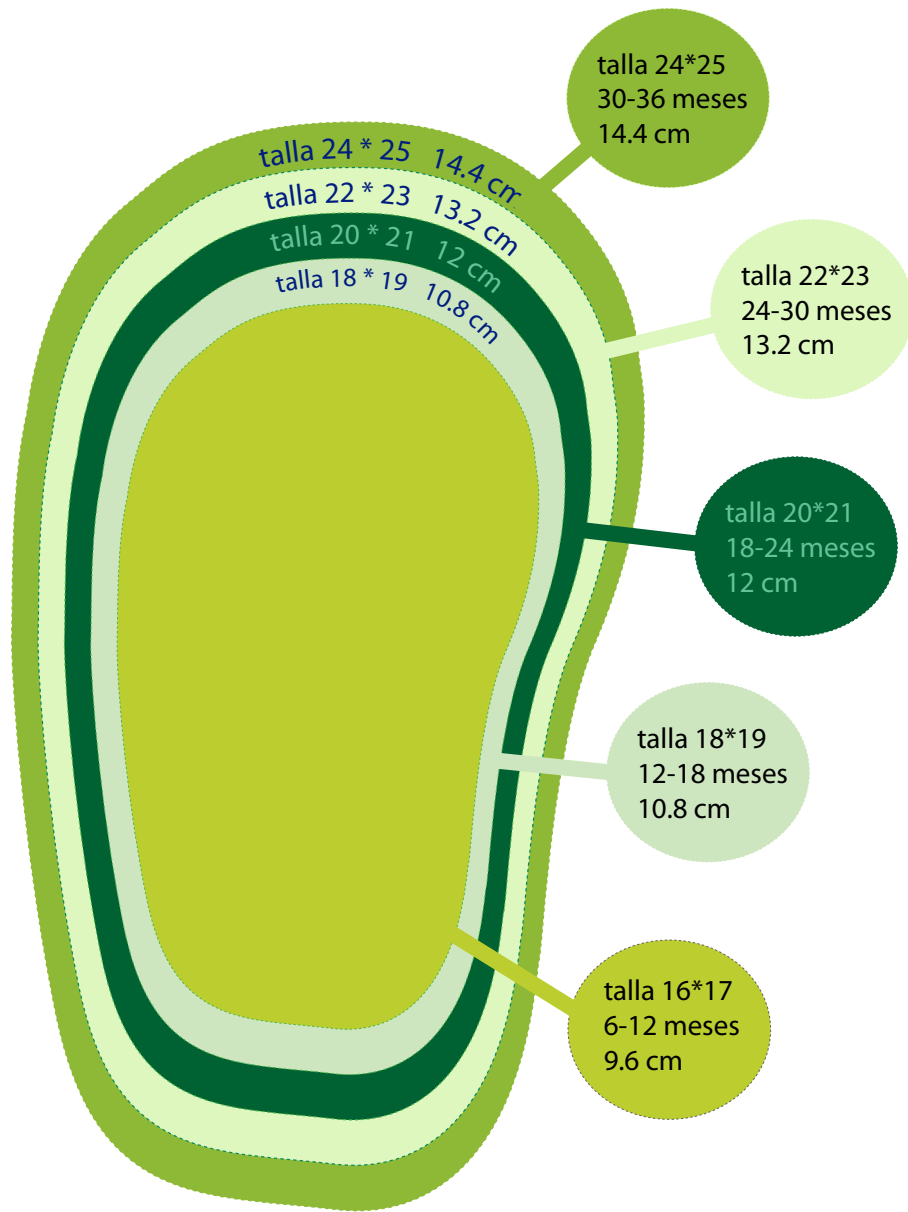 talla 24*25
30-36 meses
14.4 cm
talla 24 * 25 14.4 cm
talla 22 * 23 13.2 cm
talla 20 * 21 12 cm
talla 18 * 19 10.8 cm
talla 22*23
24-30 meses
13.2 cm
talla 20*21
18-24 meses
12 cm
talla 18*19
12-18 meses
10.8 cm
talla 16*17
6-12 meses
9.6 cm